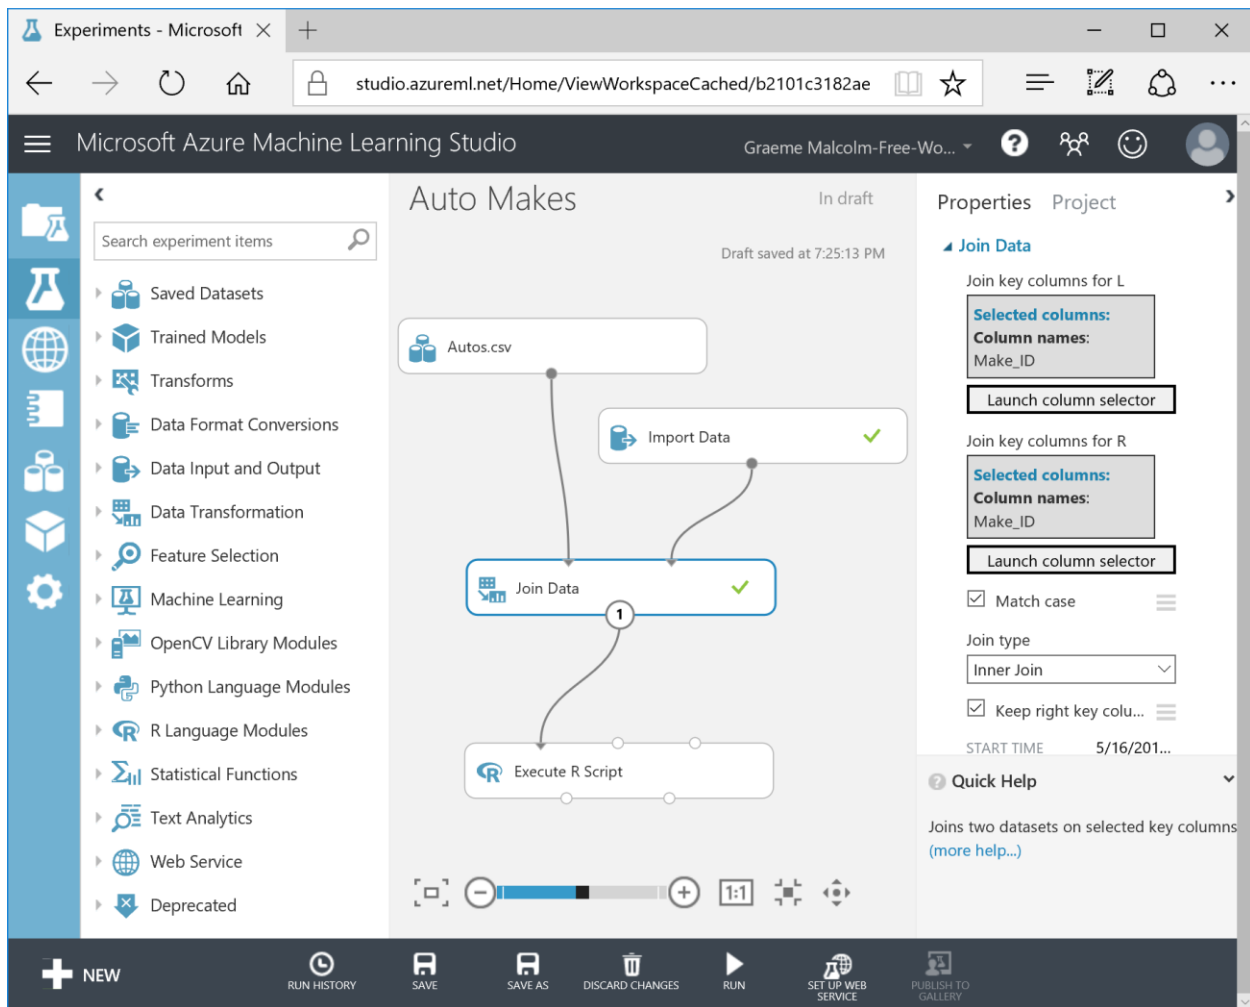 Experiments - Microsoft
studio.azureml.net/Home/ViewWorkspaceCached/b2101c3182ae
Microsoft Azure Machine Learning Studio
Graeme Malcolm-Free-Wo...
?
Search experiment items
Saved Datasets
Trained Models
Transforms
Data Format Conversions
Data Input and Output
Data Transformation
Feature Selection
Machine Learning
OpenCV Library Modules
Python Language Modules
R Language Modules
Statistical Functions
Text Analytics
Web Service
Deprecated
Auto Makes
In draft
Draft saved at 7:25:13 PM
Autos.csv
Import Data
Join Data
1
Execute R Script
1:1
Properties
Project
Join Data
Join key columns for L
Selected columns:
Column names:
Make_ID
Launch column selector
Join key columns for R
Selected columns:
Column names:
Make_ID
Launch column selector
Match case
Join type
Inner Join
Keep right key colu...
START TIME 5/16/201...
? Quick Help
Joins two datasets on selected key columns
(more help...)
NEW
RUN HISTORY
SAVE
SAVE AS
DISCARD CHANGES
RUN
SET UP WEB
SERVICE
PUBLISH TO
GALLERY